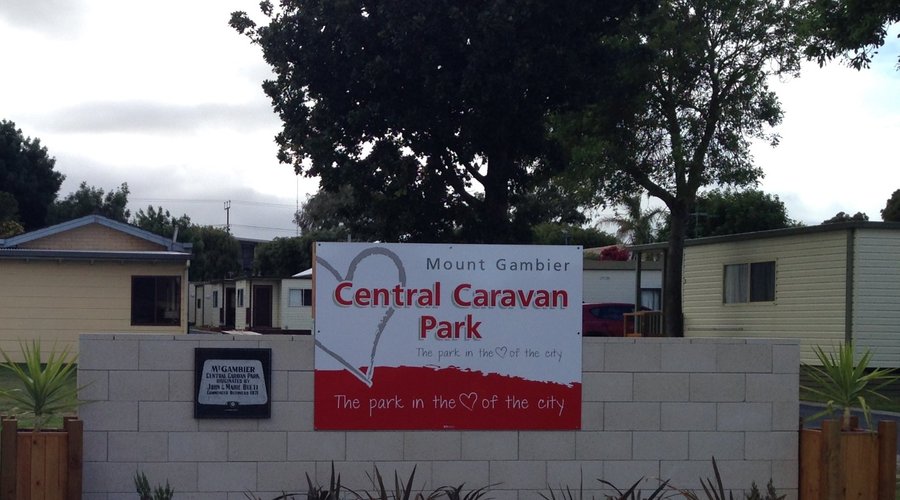 Mount Gambier
Central Caravan
Park
The park in the of the city
The park in the of the city
Mt GAMBIER
CENTRAL CARAVAN PARK
ORIGINATED BY
JOHN & MARIE
COMMENCED